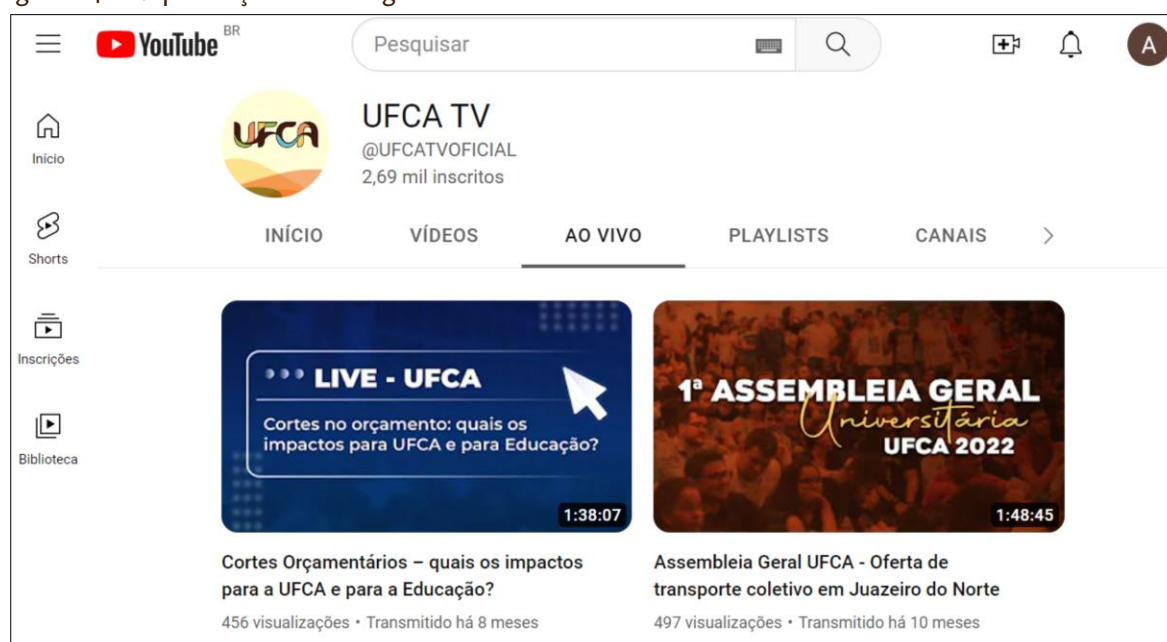 YouTube BR
Pesquisar
A
UFCA
UFCA TV
@UFCATVOFICIAL
2,69 mil inscritos
Início
Shorts
Inscrições
Biblioteca
INÍCIO VÍDEOS AO VIVO PLAYLISTS CANAIS
LIVE - UFCA
Cortes no orçamento: quais os
impactos para UFCA e para Educação?
1:38:07
1ª ASSEMBLEIA GERAL
Universitária
UFCA 2022
1:48:45
Cortes Orçamentários – quais os impactos
para a UFCA e para a Educação?
456 visualizações • Transmitido há 8 meses
Assembleia Geral UFCA - Oferta de
transporte coletivo em Juazeiro do Norte
497 visualizações • Transmitido há 10 meses